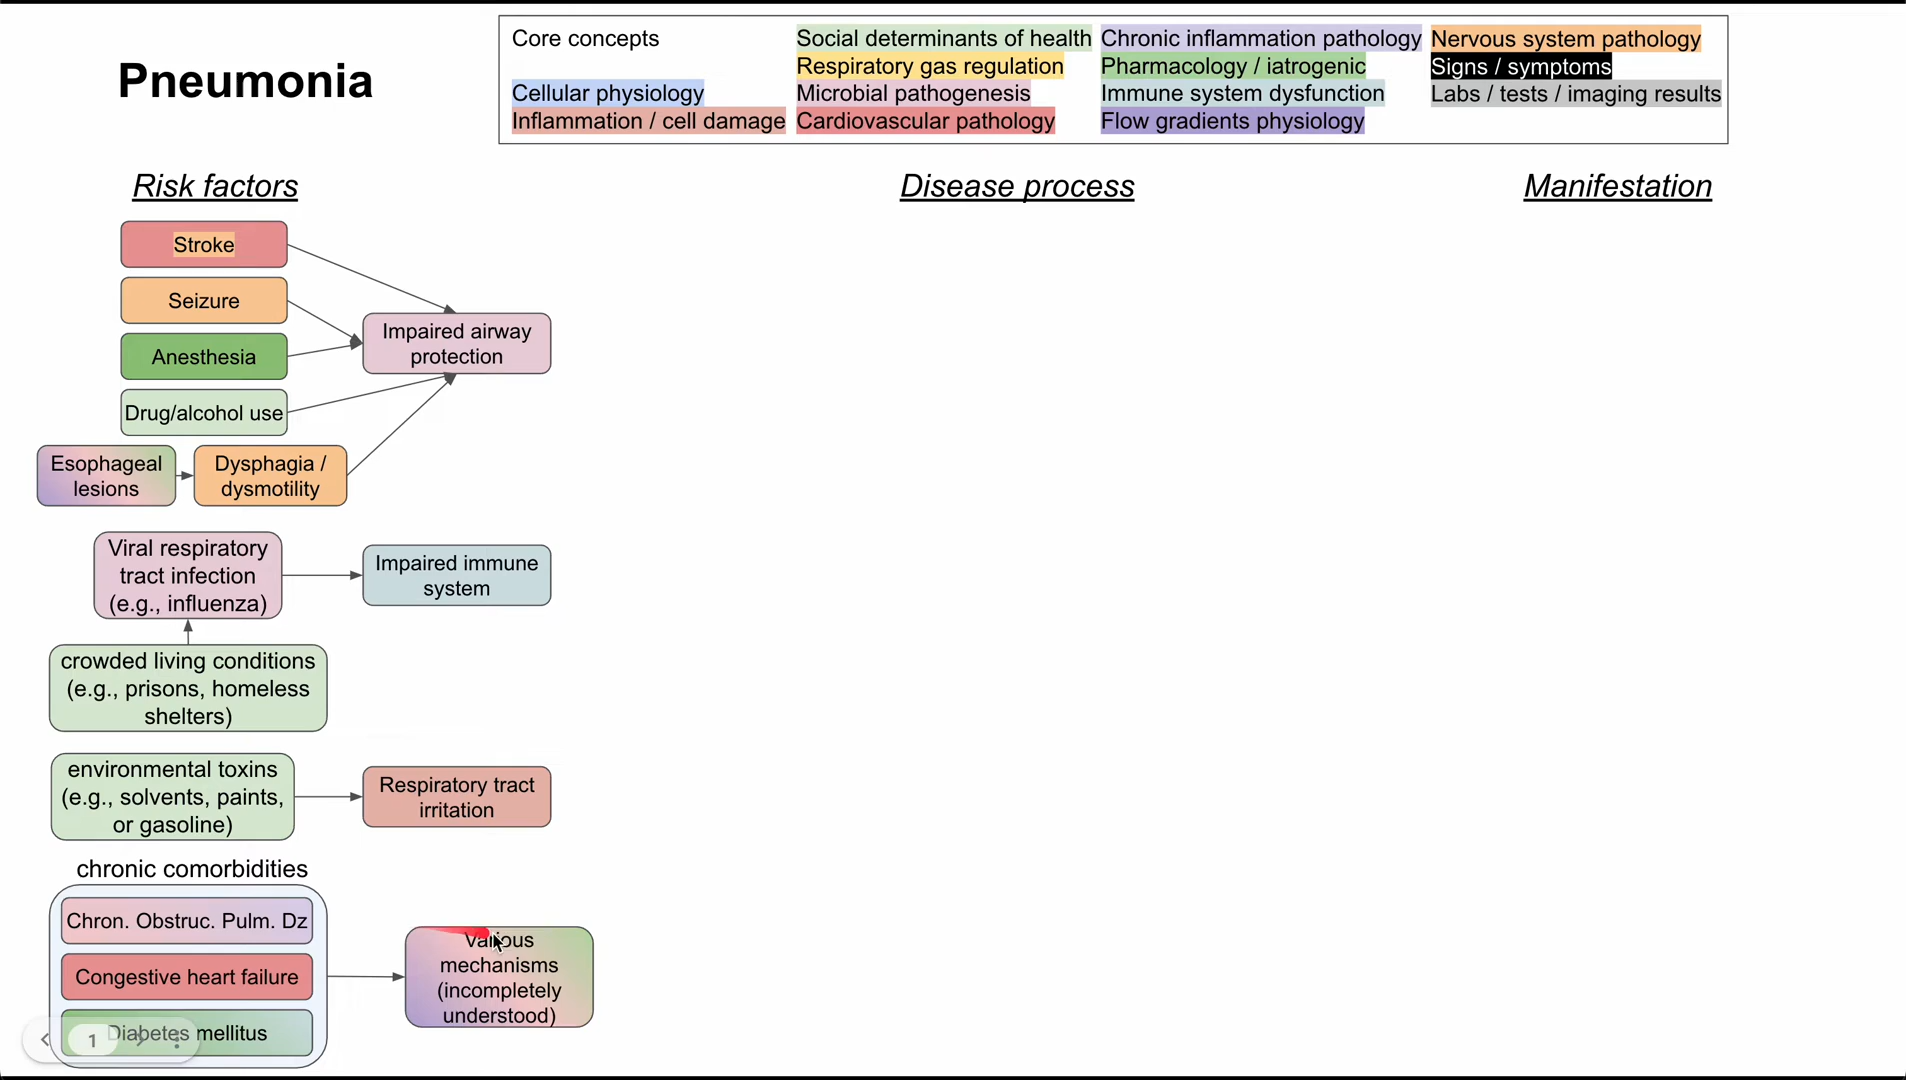 Pneumonia
Core concepts
Cellular physiology
Inflammation / cell damage
Social determinants of health
Respiratory gas regulation
Microbial pathogenesis
Cardiovascular pathology
Chronic inflammation pathology
Pharmacology / iatrogenic
Immune system dysfunction
Flow gradients physiology
Nervous system pathology
Signs / symptoms
Labs / tests / imaging results
Risk factors
Disease process
Manifestation
Stroke
Seizure
Anesthesia
Drug/alcohol use
Impaired airway
protection
Esophageal
lesions
Dysphagia /
dysmotility
Viral respiratory
tract infection
(e.g., influenza)
Impaired immune
system
crowded living conditions
(e.g., prisons, homeless
shelters)
environmental toxins
(e.g., solvents, paints,
or gasoline)
Respiratory tract
irritation
chronic comorbidities
Chron. Obstruc. Pulm. Dz
Congestive heart failure
Diabetes mellitus
Various
mechanisms
(incompletely
understood)
1